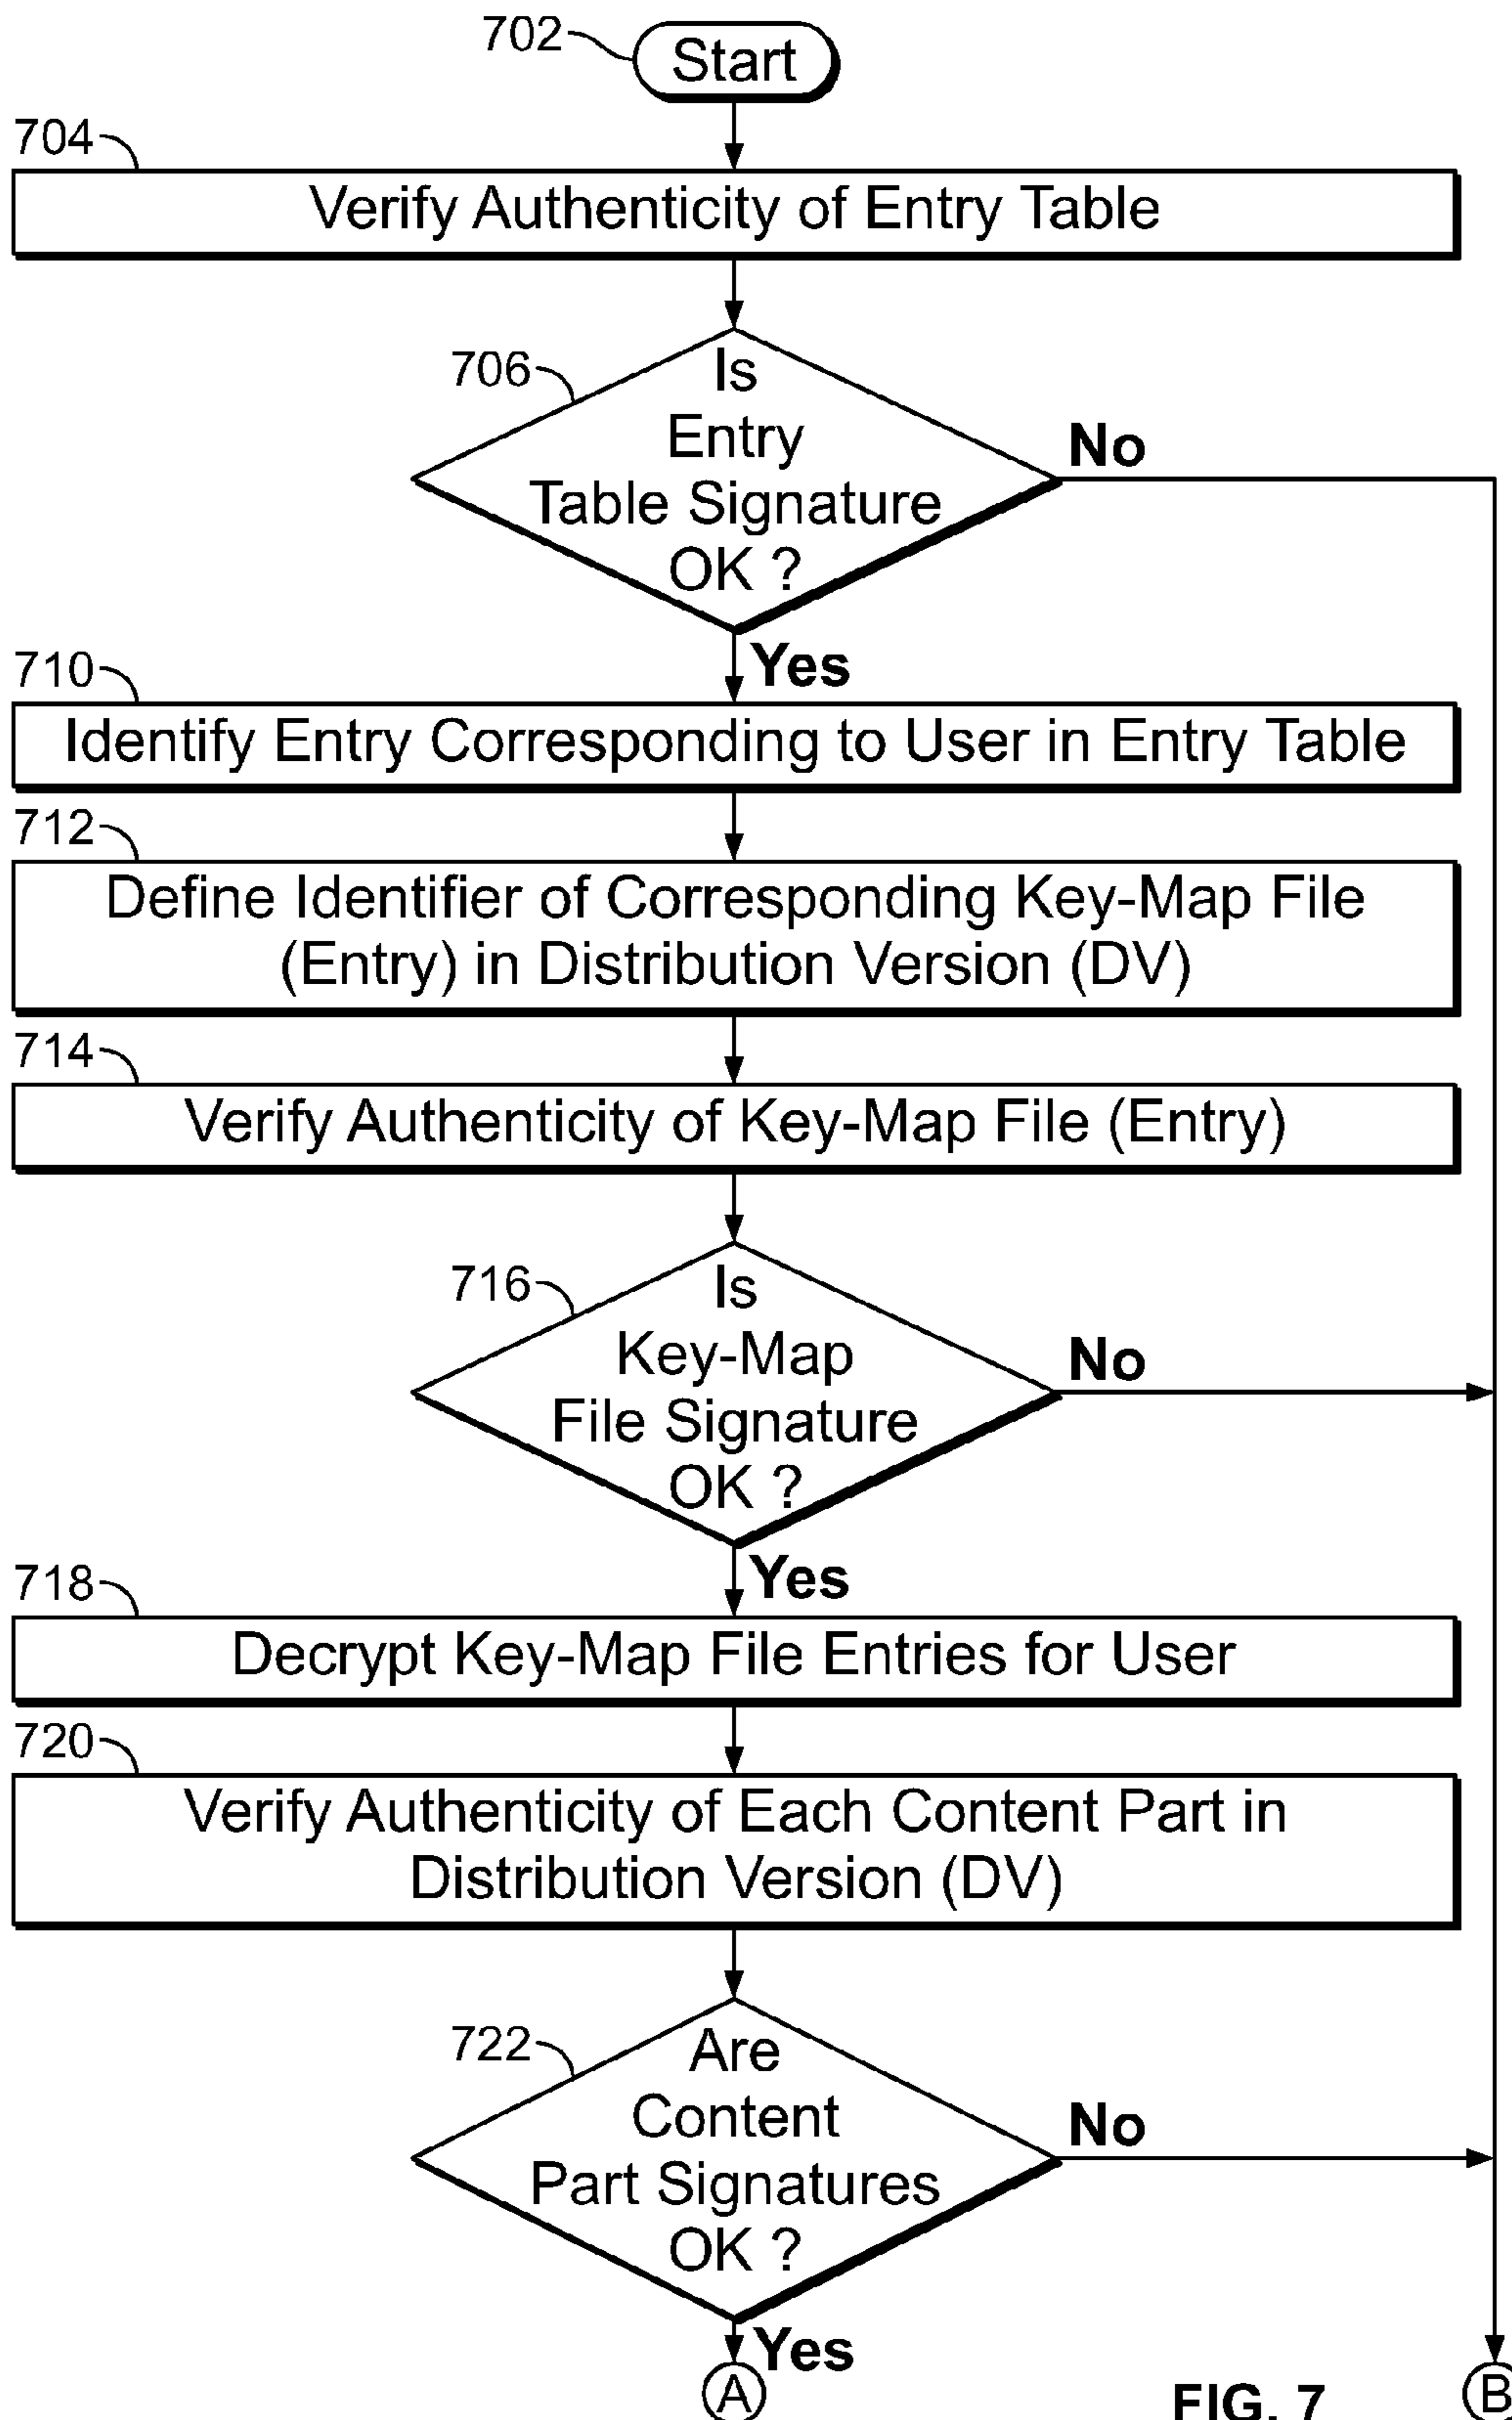 702
Start
704
Verify Authenticity of Entry Table
706
Is
Entry
Table Signature
OK ?
No
Yes
710
Identify Entry Corresponding to User in Entry Table
712
Define Identifier of Corresponding Key-Map File
(Entry) in Distribution Version (DV)
714
Verify Authenticity of Key-Map File (Entry)
716
Is
Key-Map
File Signature
OK ?
No
Yes
718
Decrypt Key-Map File Entries for User
720
Verify Authenticity of Each Content Part in
Distribution Version (DV)
722
Are
Content
Part Signatures
OK ?
No
Yes
A
FIG. 7
B